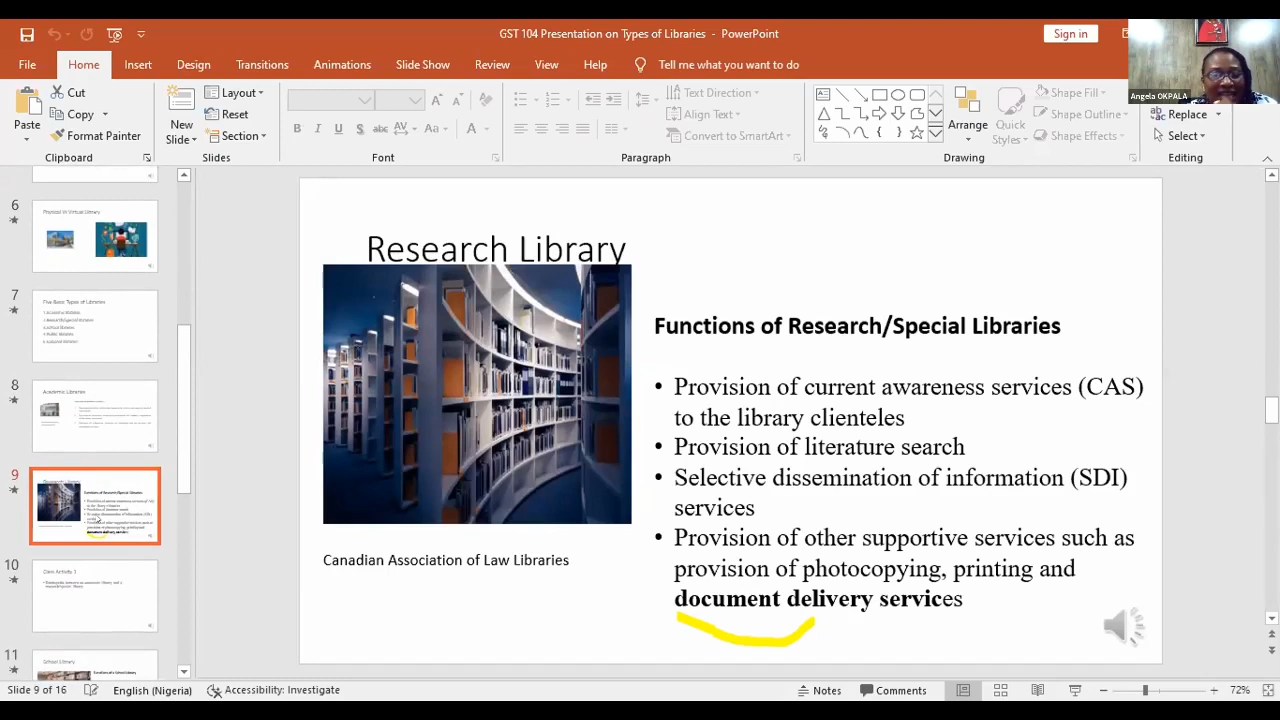 GST 104 Presentation on Types of Libraries - PowerPoint
Sign in
File Home Insert Design Transitions Animations Slide Show Review View Help Tell me what you want to do
Angela OKPALA
Paste
Cut
Copy
Format Painter
Clipboard
New
Slide
Layout
Reset
Section
Slides
Font
Text Direction
Align Text
Convert to SmartArt
Paragraph
Arrange
Quick
Styles
Shape Fill
Shape Outline
Shape Effects
Drawing
Replace
Select
Editing
6
Physical Vs Virtual Library
7
Five Basic Types of Libraries
8
Academic Libraries
9
10
Class Activity 1
11
School Library
Research Library
Canadian Association of Law Libraries
Functions of Research/Special Libraries
• Provision of current awareness services (CAS)
to the library clienteles
• Provision of literature search
• Selective dissemination of information (SDI)
services
• Provision of other supportive services such as
provision of photocopying, printing and
document delivery services
Slide 9 of 16
English (Nigeria)
Accessibility: Investigate
Notes
Comments
72%